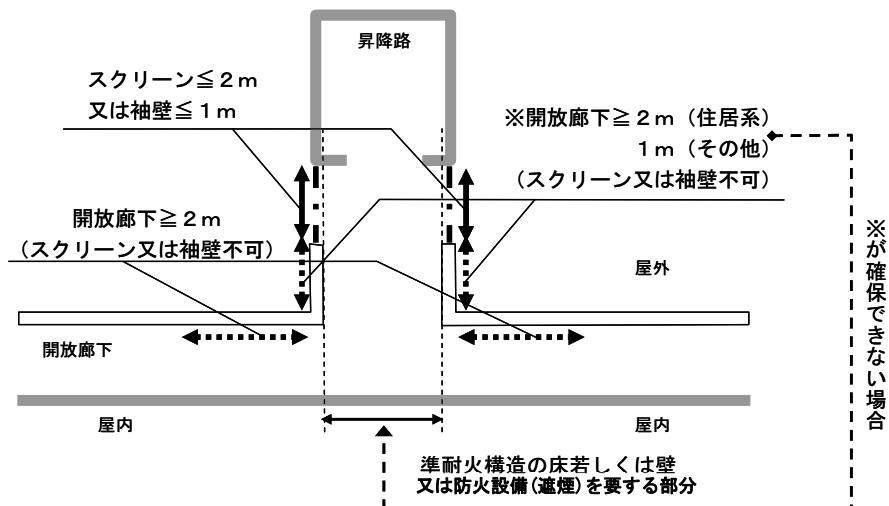 昇降路
スクリーン≦２ｍ
又は袖壁≦１ｍ
※開放廊下≧２ｍ（住居系）
１ｍ（その他）
（スクリーン又は袖壁不可）
開放廊下≧２ｍ
（スクリーン又は袖壁不可）
屋外
※が確保できない場合
開放廊下
屋内
屋内
準耐火構造の床若しくは壁
又は防火設備（遮煙）を要する部分